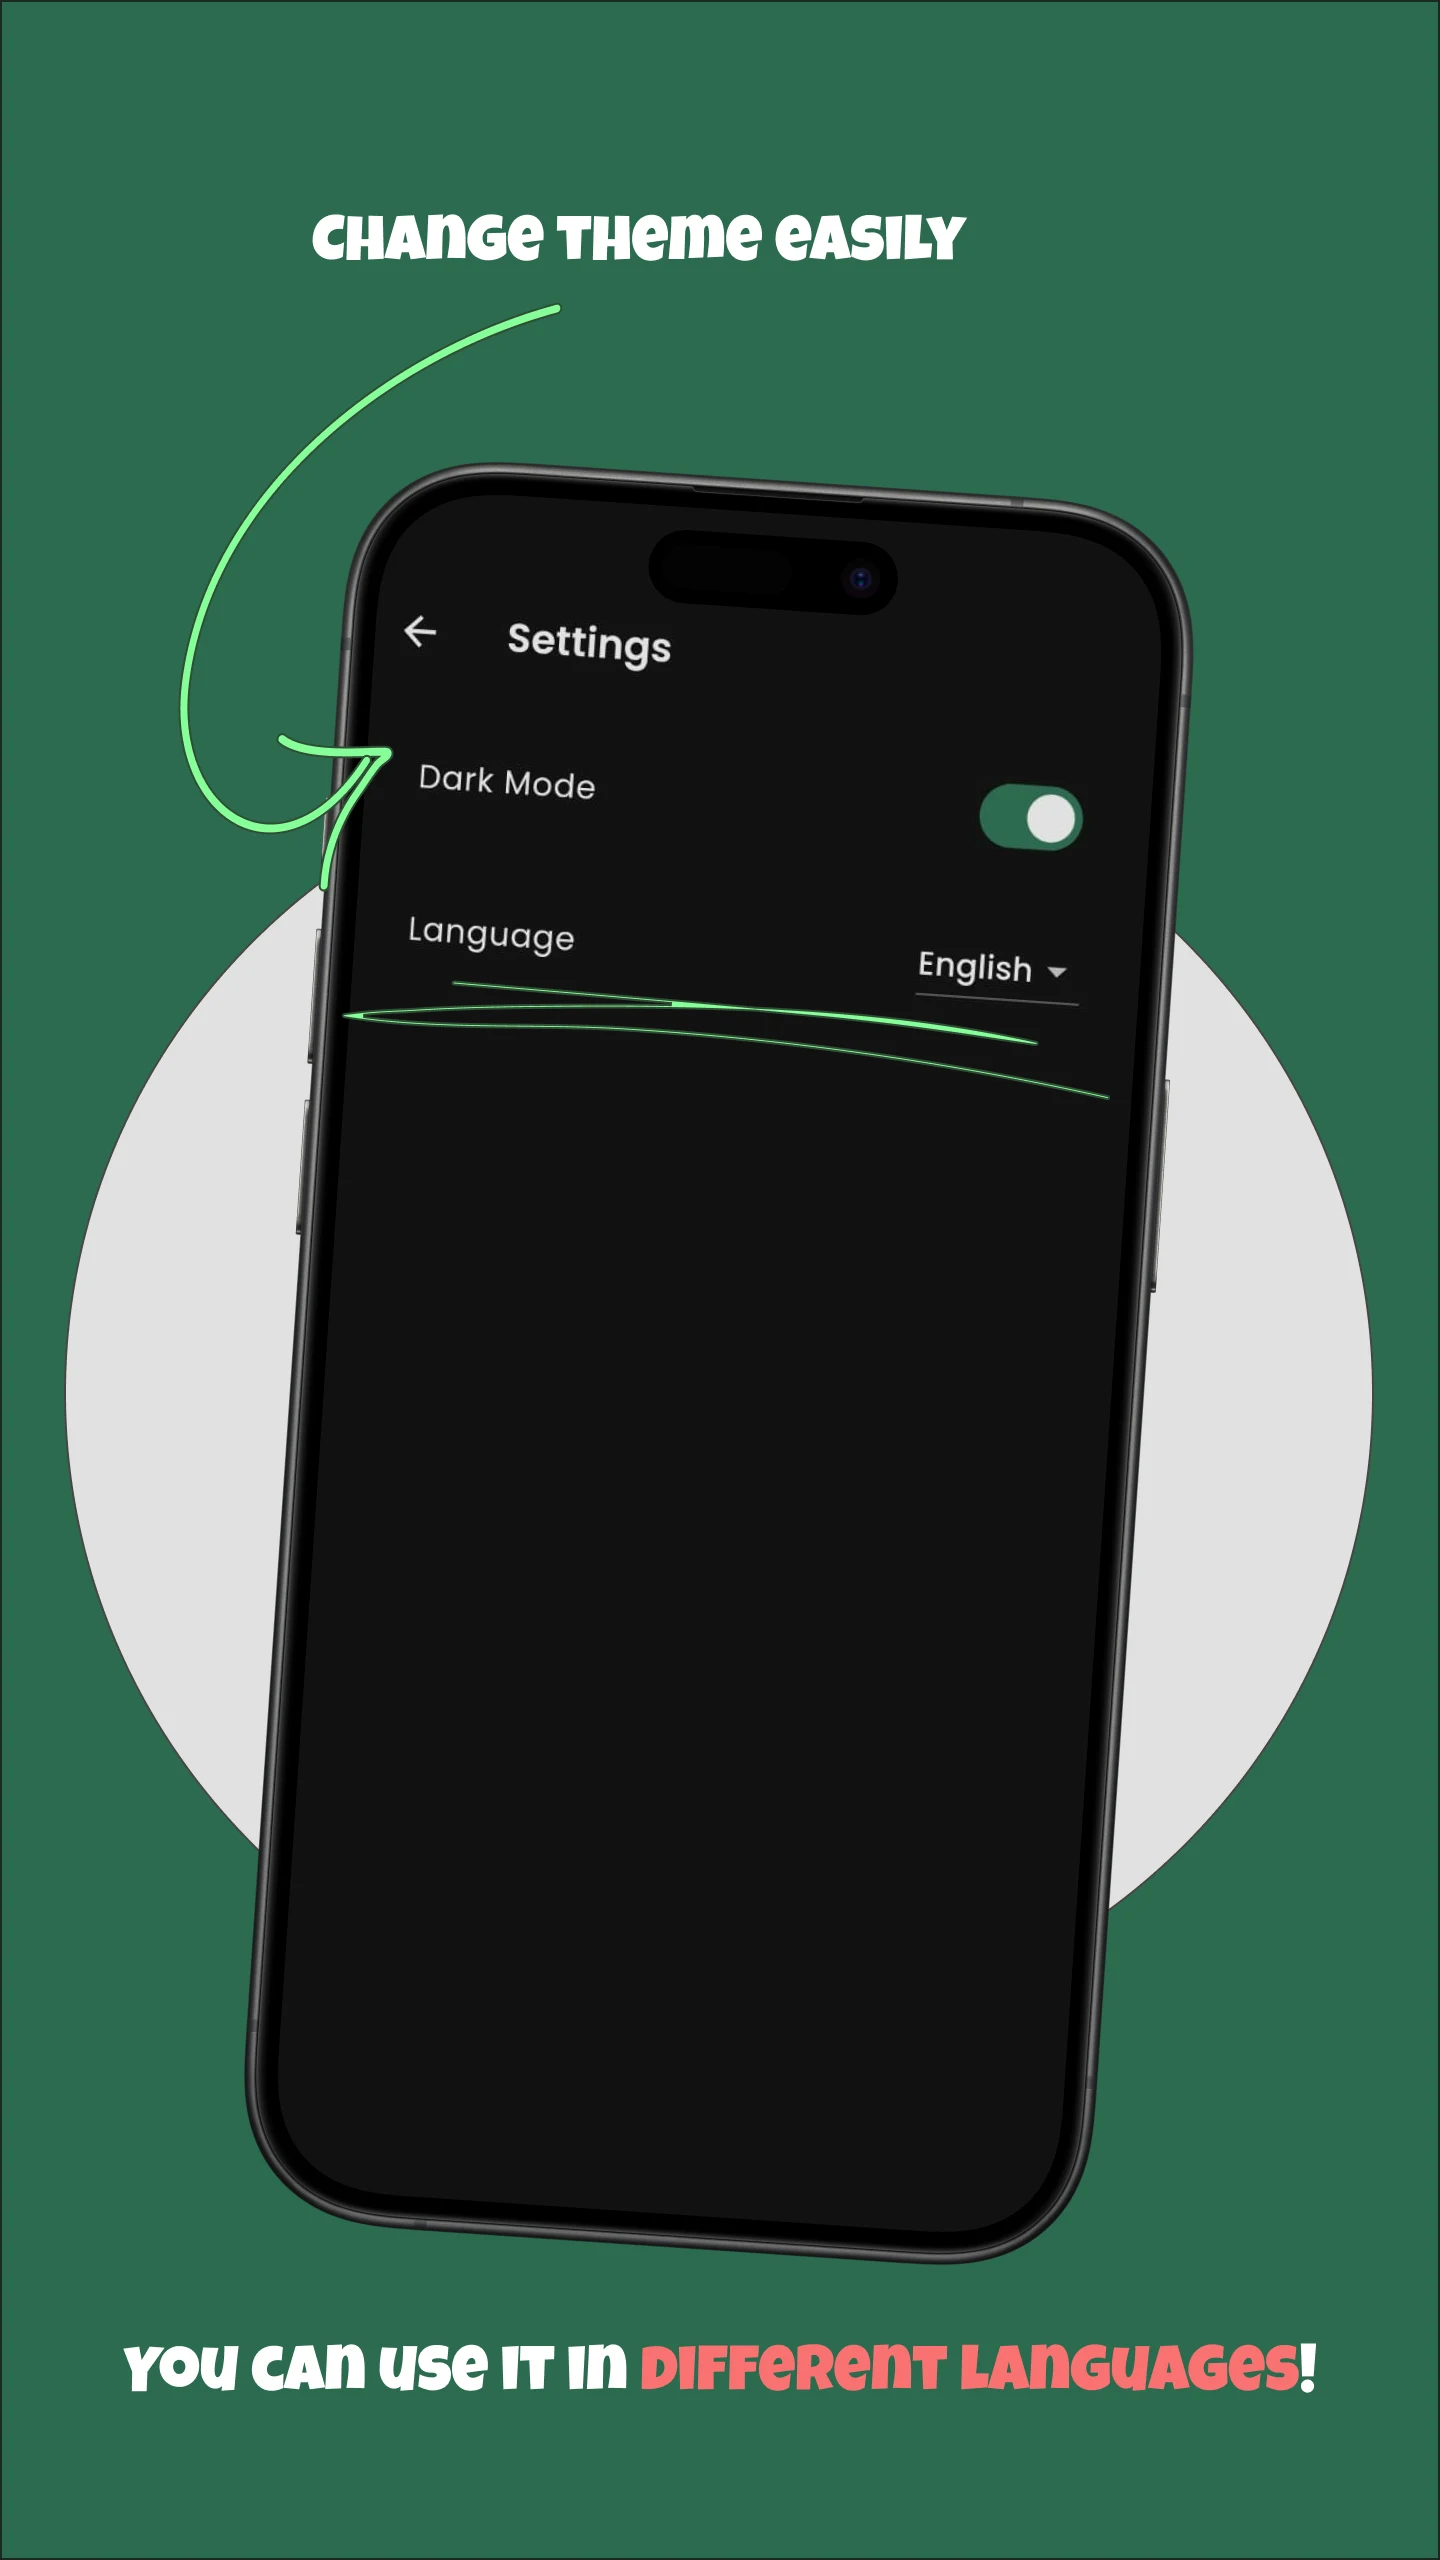 CHANGE THEME EASILY
Settings
Dark Mode
Language
English
YOU CAN USE IT IN DIFFERENT LANGUAGES!